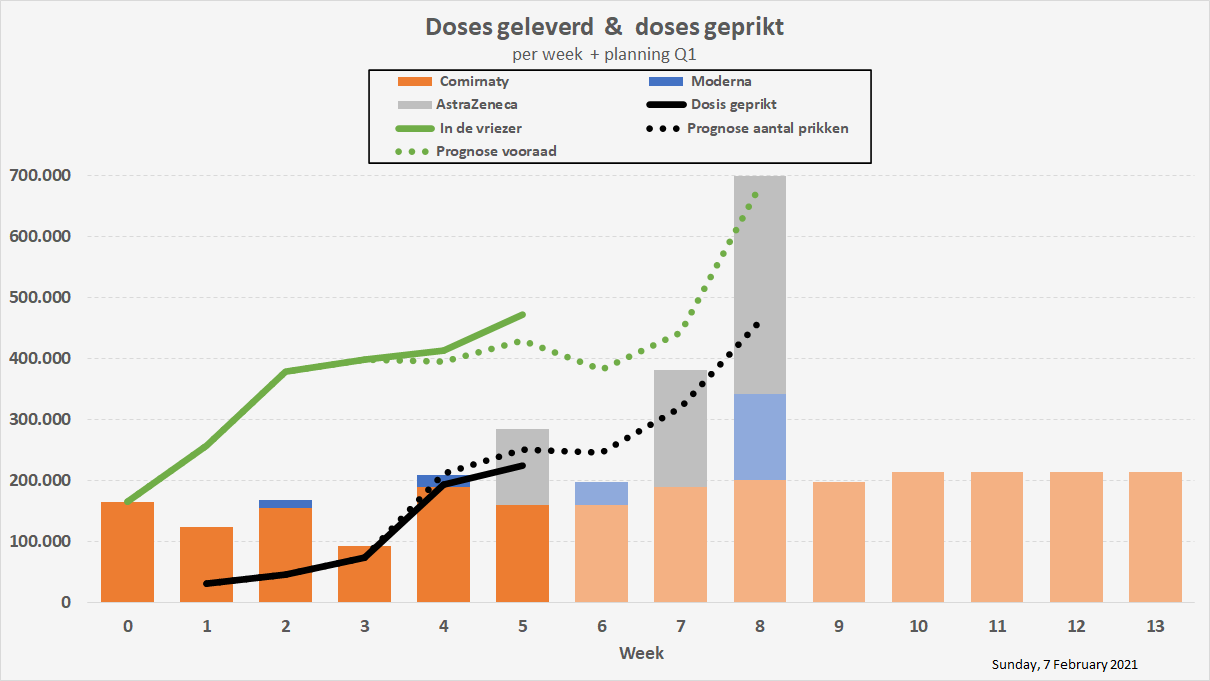 Doses geleverd & doses geprikt
per week + planning Q1
Comirnaty Moderna
AstraZeneca Dosis geprikt
In de vriezer Prognose aantal prikken
Prognose vooraad
700.000
600.000
500.000
400.000
300.000
200.000
100.000
0
0 1 2 3 4 5 6 7 8 9 10 11 12 13
Week
Sunday, 7 February 2021